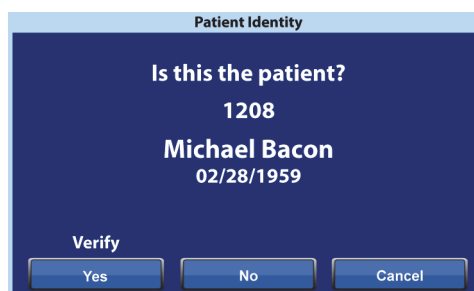 Patient Identity
Is this the patient?
1208
Michael Bacon
02/28/1959
Verify
Yes No Cancel